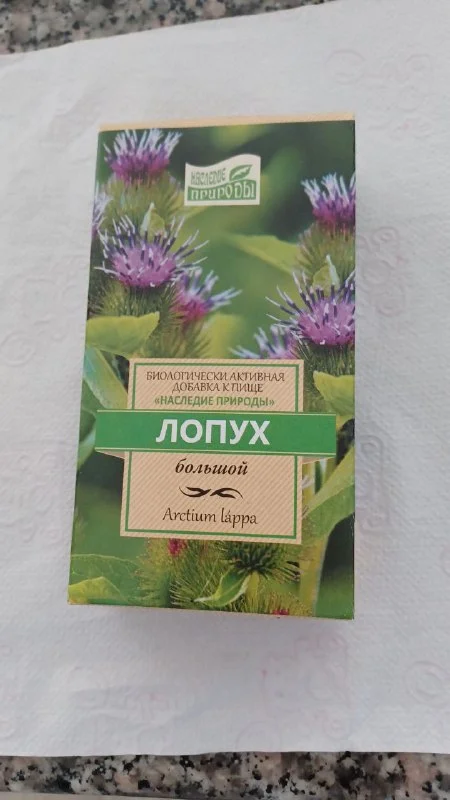 НАСЛЕДИЕ
ПРИРОДЫ
БИОЛОГИЧЕСКИ АКТИВНАЯ
ДОБАВКА К ПИЩЕ
«НАСЛЕДИЕ ПРИРОДЫ»
ЛОПУХ
большой
Arctium láppa